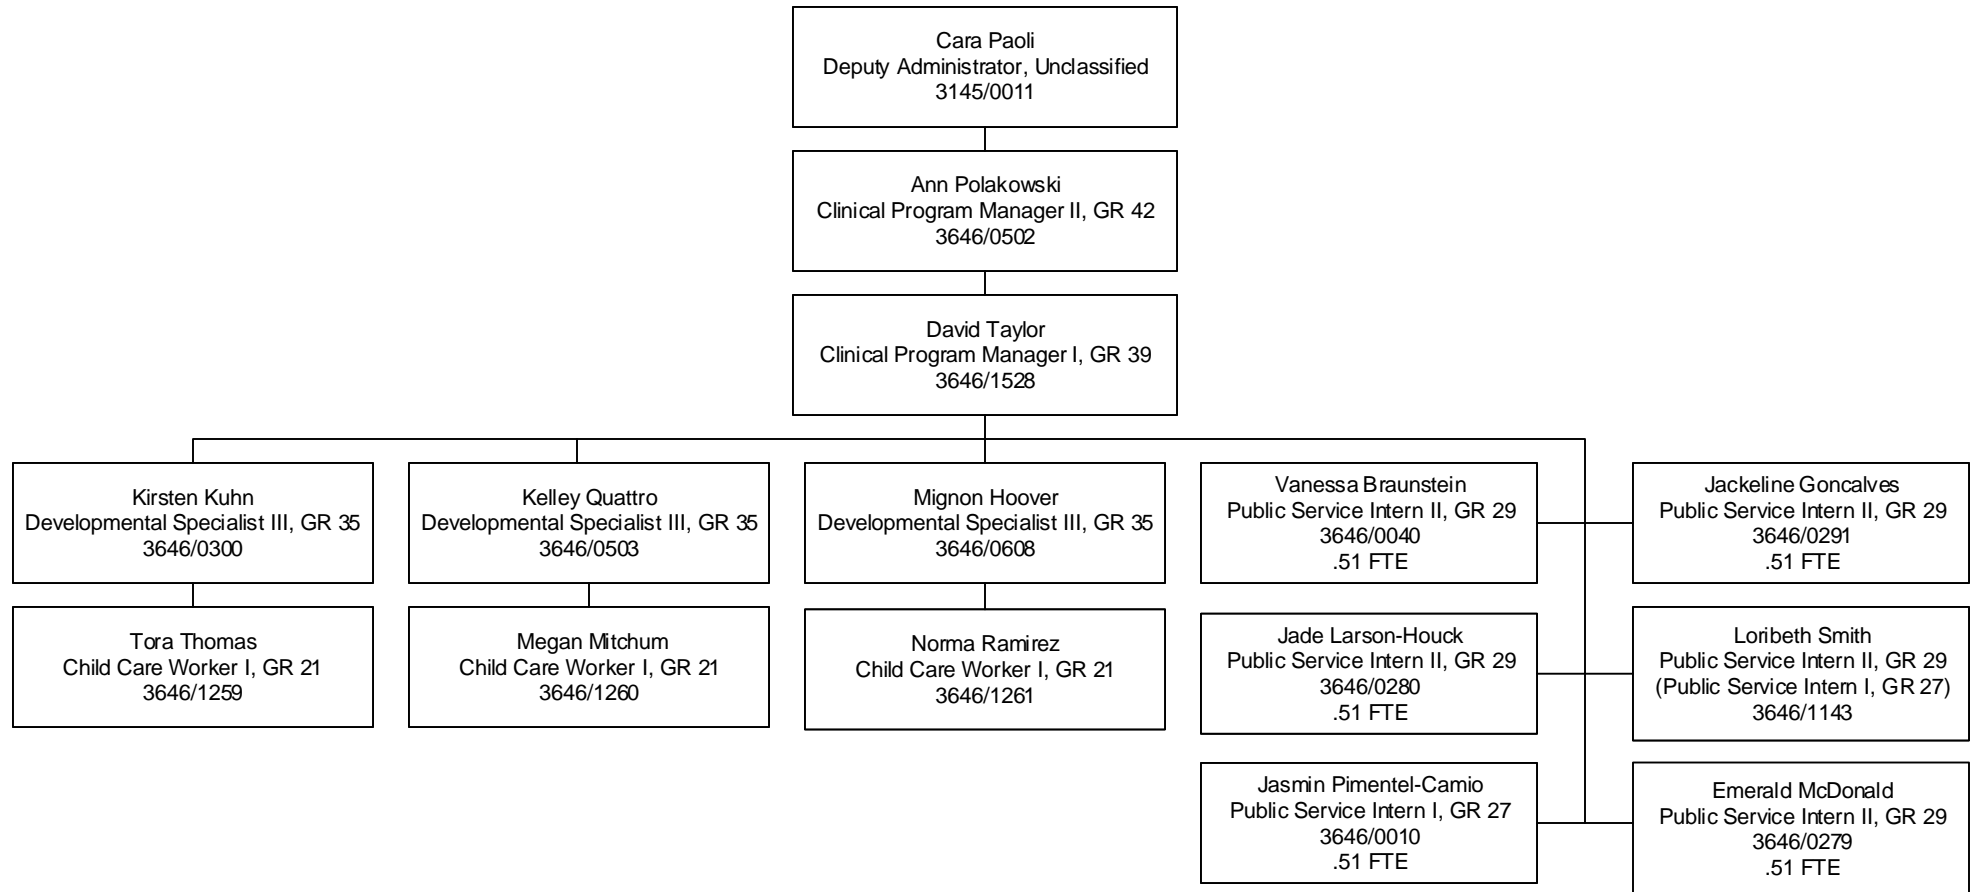 Cara Paoli
Deputy Administrator, Unclassified
3145/0011
Ann Polakowski
Clinical Program Manager II, GR 42
3646/0502
David Taylor
Clinical Program Manager I, GR 39
3646/1528
Kirsten Kuhn
Developmental Specialist III, GR 35
3646/0300
Kelley Quattro
Developmental Specialist III, GR 35
3646/0503
Mignon Hoover
Developmental Specialist III, GR 35
3646/0608
Vanessa Braunstein
Public Service Intern II, GR 29
3646/0040
.51 FTE
Jackeline Goncalves
Public Service Intern II, GR 29
3646/0291
.51 FTE
Tora Thomas
Child Care Worker I, GR 21
3646/1259
Megan Mitchum
Child Care Worker I, GR 21
3646/1260
Norma Ramirez
Child Care Worker I, GR 21
3646/1261
Jade Larson-Houck
Public Service Intern II, GR 29
3646/0280
.51 FTE
Loribeth Smith
Public Service Intern II, GR 29
(Public Service Intern I, GR 27)
3646/1143
Jasmin Pimentel-Camio
Public Service Intern I, GR 27
3646/0010
.51 FTE
Emerald McDonald
Public Service Intern II, GR 29
3646/0279
.51 FTE